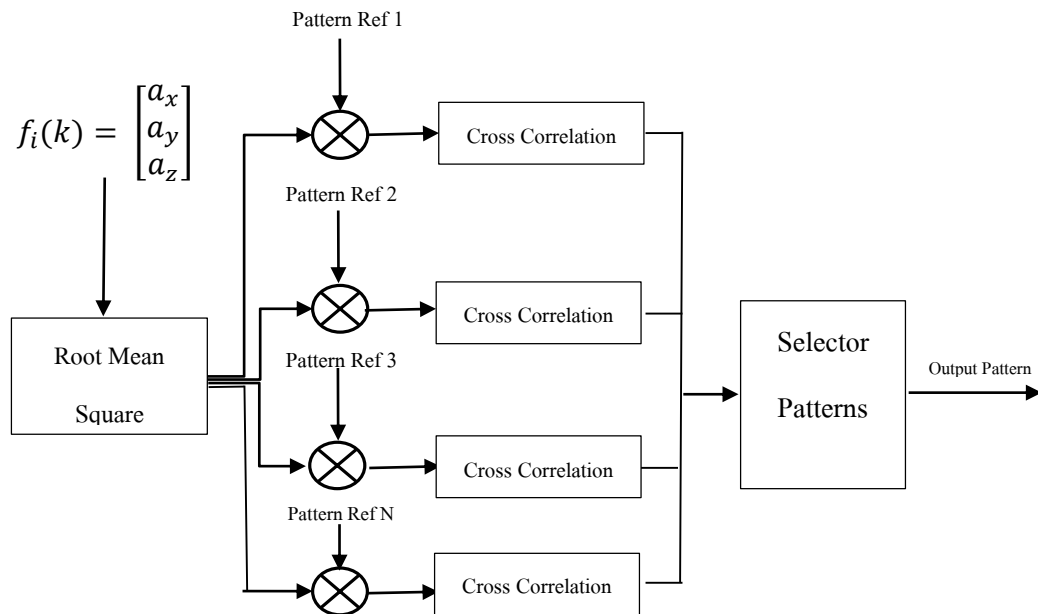 Pattern Ref 1
f_i(k) = [a_x
a_y
a_z]
Cross Correlation
Pattern Ref 2
Cross Correlation
Root Mean
Square
Pattern Ref 3
Selector
Patterns
Output Pattern
Cross Correlation
Pattern Ref N
Cross Correlation